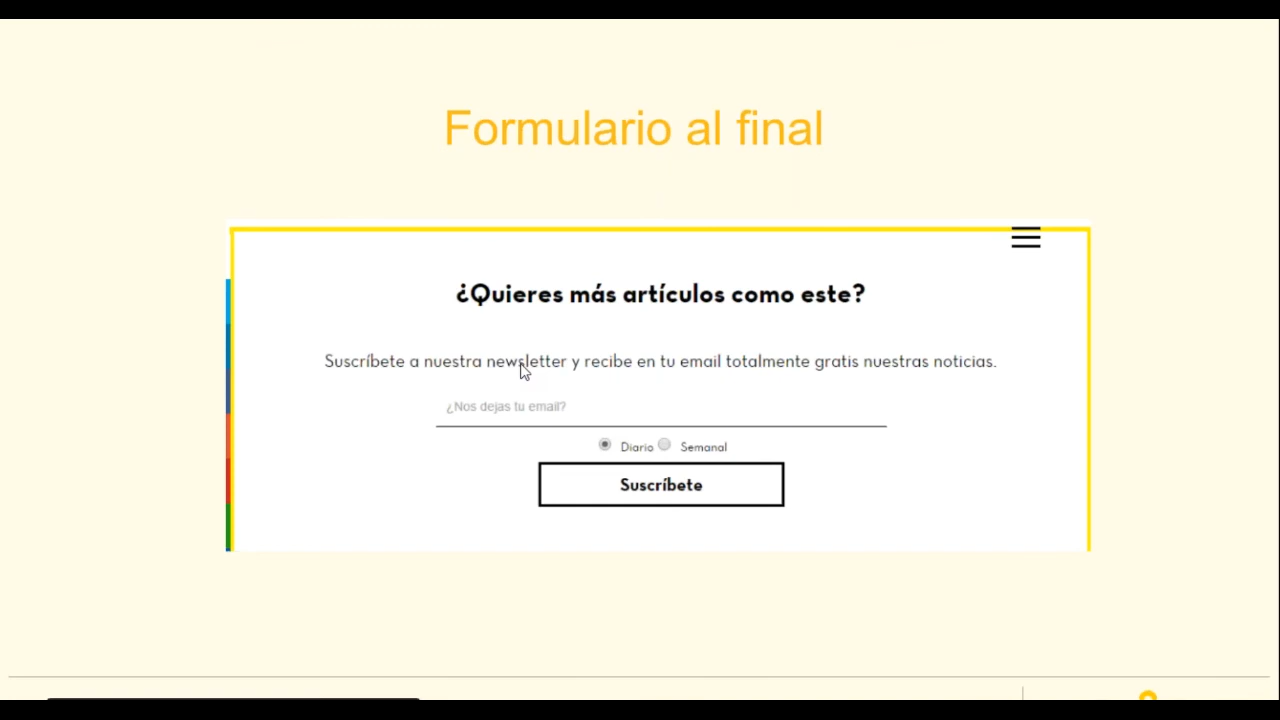 Formulario al final
¿Quieres más artículos como este?
Suscríbete a nuestra newsletter y recibe en tu email totalmente gratis nuestras noticias.
¿Nos dejas tu email?
Diario Semanal
Suscríbete